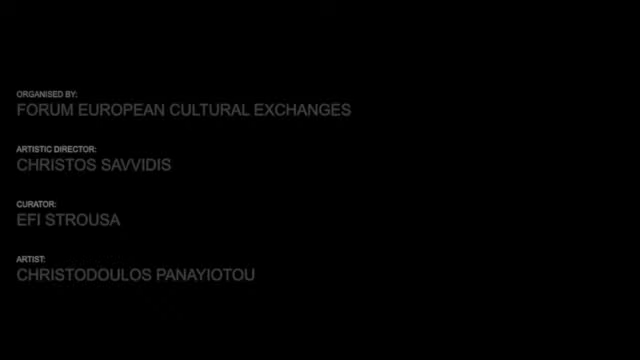 ORGANISED BY:
FORUM EUROPEAN CULTURAL EXCHANGES
ARTISTIC DIRECTOR:
CHRISTOS SAVVIDIS
CURATOR:
EFI STROUSA
ARTIST:
CHRISTODOULOS PANAYIOTOU